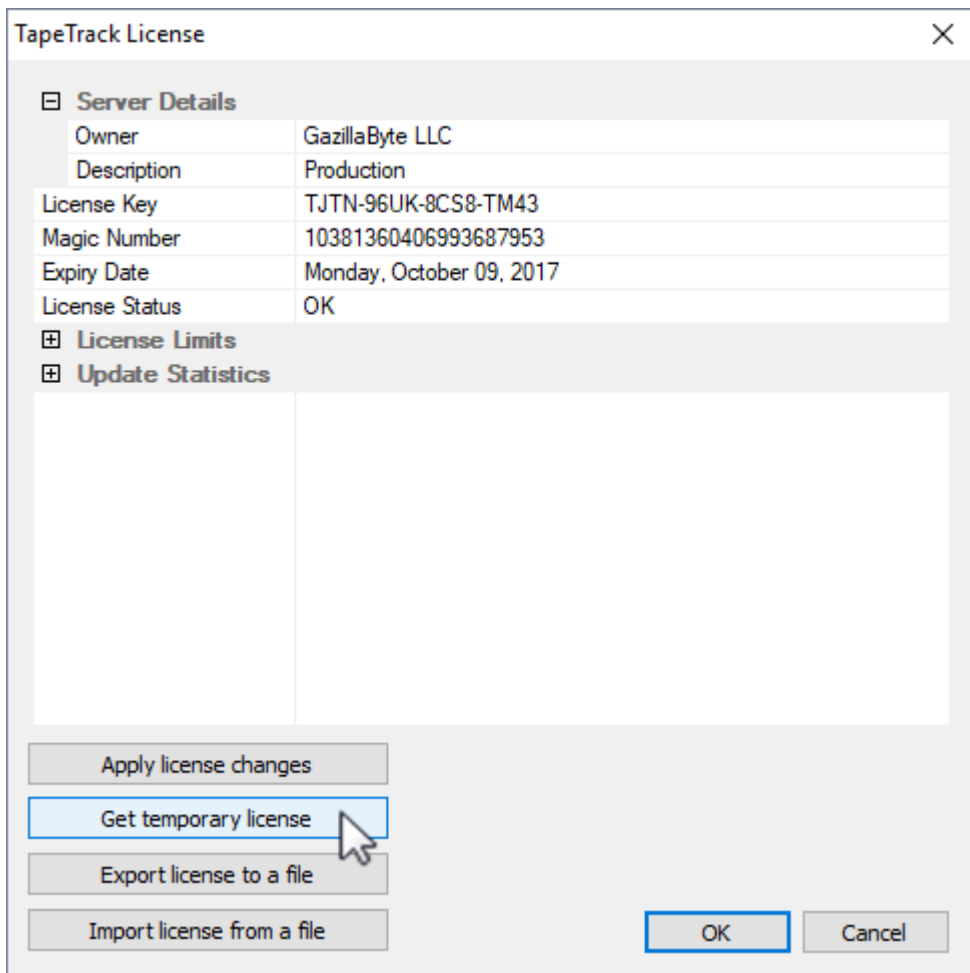 TapeTrack License
Server Details
Owner GazillaByte LLC
Description Production
License Key TJTN-96UK-8CS8-TM43
Magic Number 10381360406993687953
Expiry Date Monday, October 09, 2017
License Status OK
License Limits
Update Statistics
Apply license changes
Get temporary license
Export license to a file
Import license from a file
OK Cancel